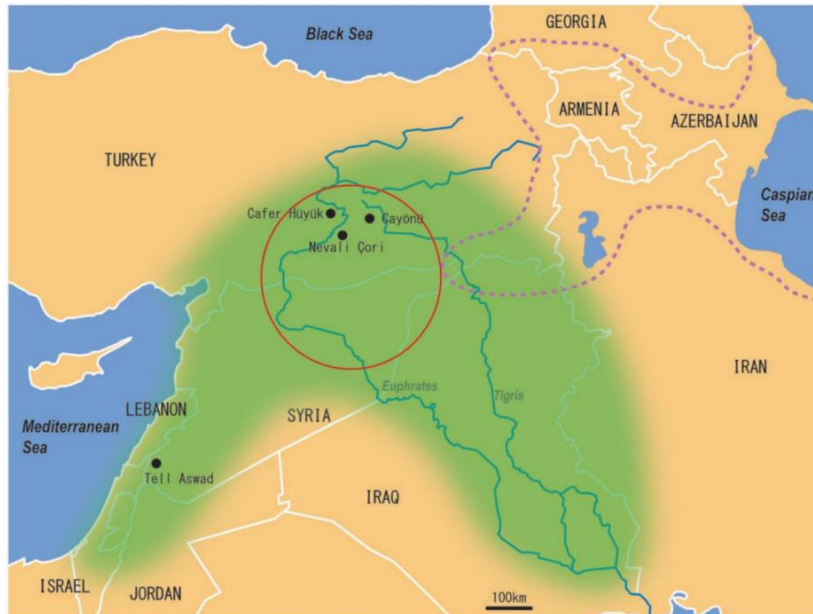 GEORGIA
Black Sea
ARMENIA
AZERBAIJAN
TURKEY
Caspian
Sea
Cafer Hüyük
Çayönü
Nevali Çori
IRAN
Euphrates
Tigris
LEBANON
SYRIA
Mediterranean
Sea
Tell Aswad
IRAQ
ISRAEL
JORDAN
100km